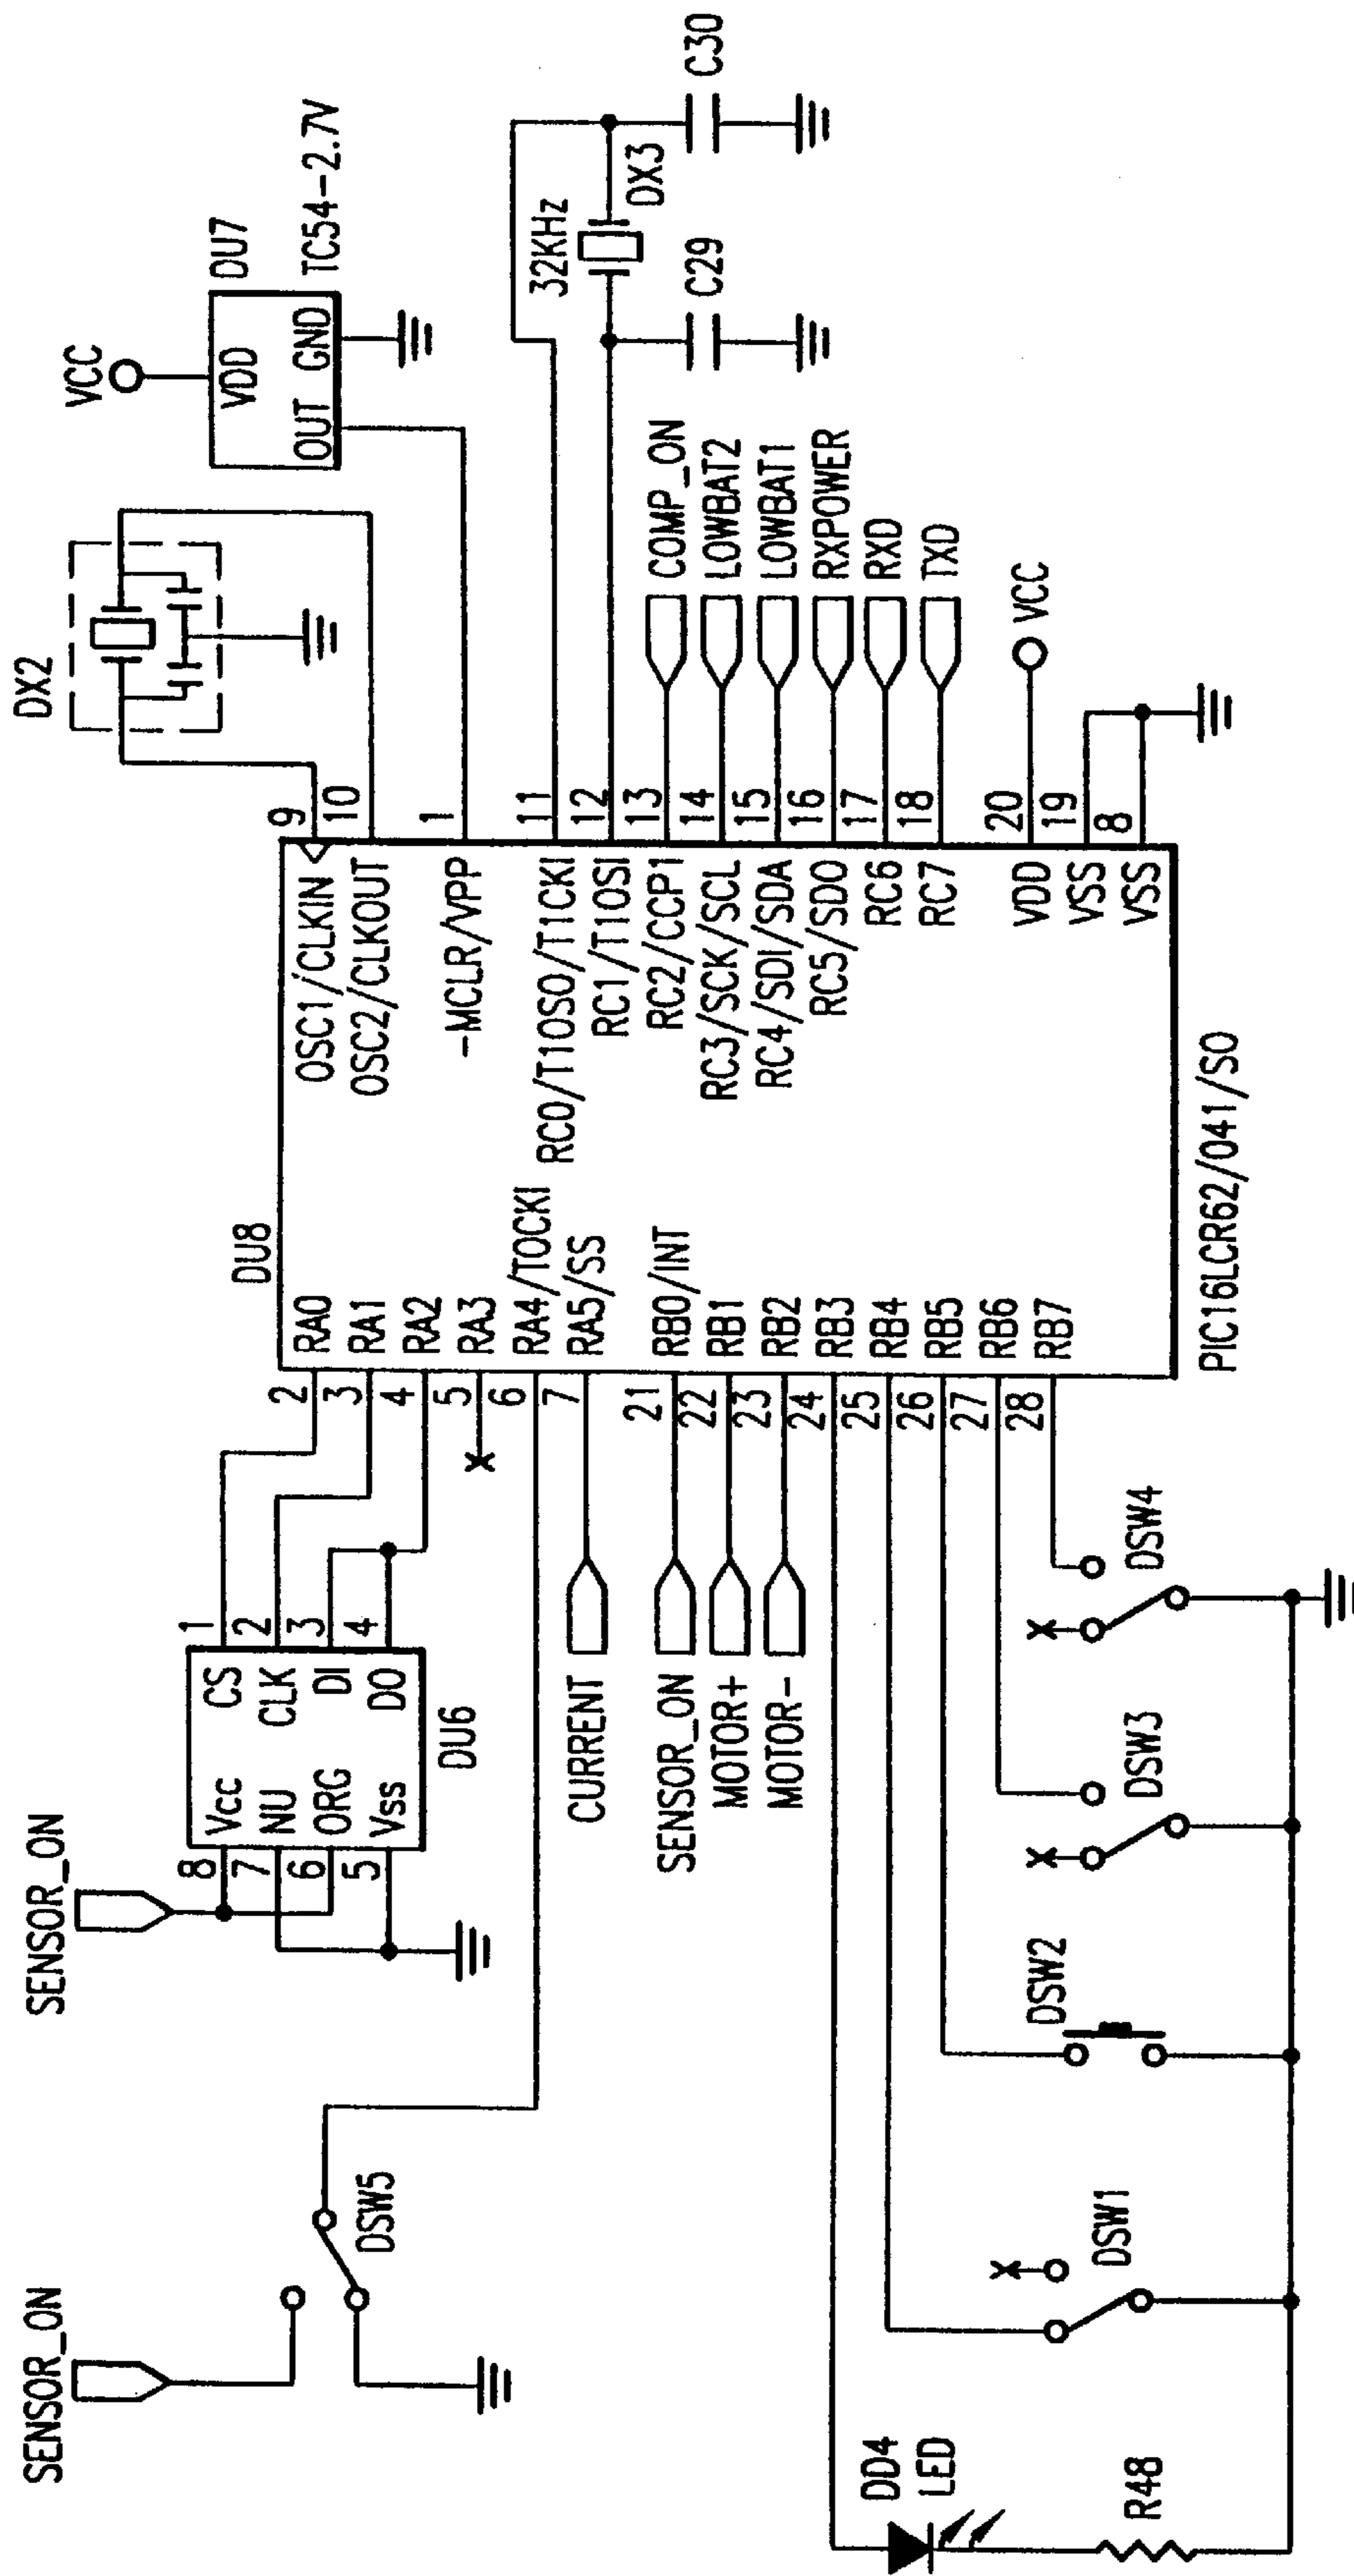 SENSOR_ON
SENSOR_ON
DSW5
8
7
6
5
Vcc
NU
ORG
Vss
CS
CLK
DI
DO
1
2
3
4
DU6
CURRENT
SENSOR_ON
MOTOR+
MOTOR-
DD4
LED
R48
DSW1
DSW2
DSW3
DSW4
2
3
4
5
6
7
21
22
23
24
25
26
27
28
DU8
RA0
RA1
RA2
RA3
RA4/TOCKI
RA5/SS
RB0/INT
RB1
RB2
RB3
RB4
RB5
RB6
RB7
OSC1/CLKIN
OSC2/CLKOUT
-MCLR/VPP
RC0/T1OSO/T1CKI
RC1/T1OSI
RC2/CCP1
RC3/SCK/SCL
RC4/SDI/SDA
RC5/SDO
RC6
RC7
VDD
VSS
VSS
PIC16LCR62/041/SO
9
10
1
11
12
13
14
15
16
17
18
20
19
8
DX2
VCC
DU7
VDD
OUT GND
TC54-2.7V
32KHz
DX3
C29
C30
COMP_ON
LOWBAT2
LOWBAT1
RXPOWER
RXD
TXD
VCC